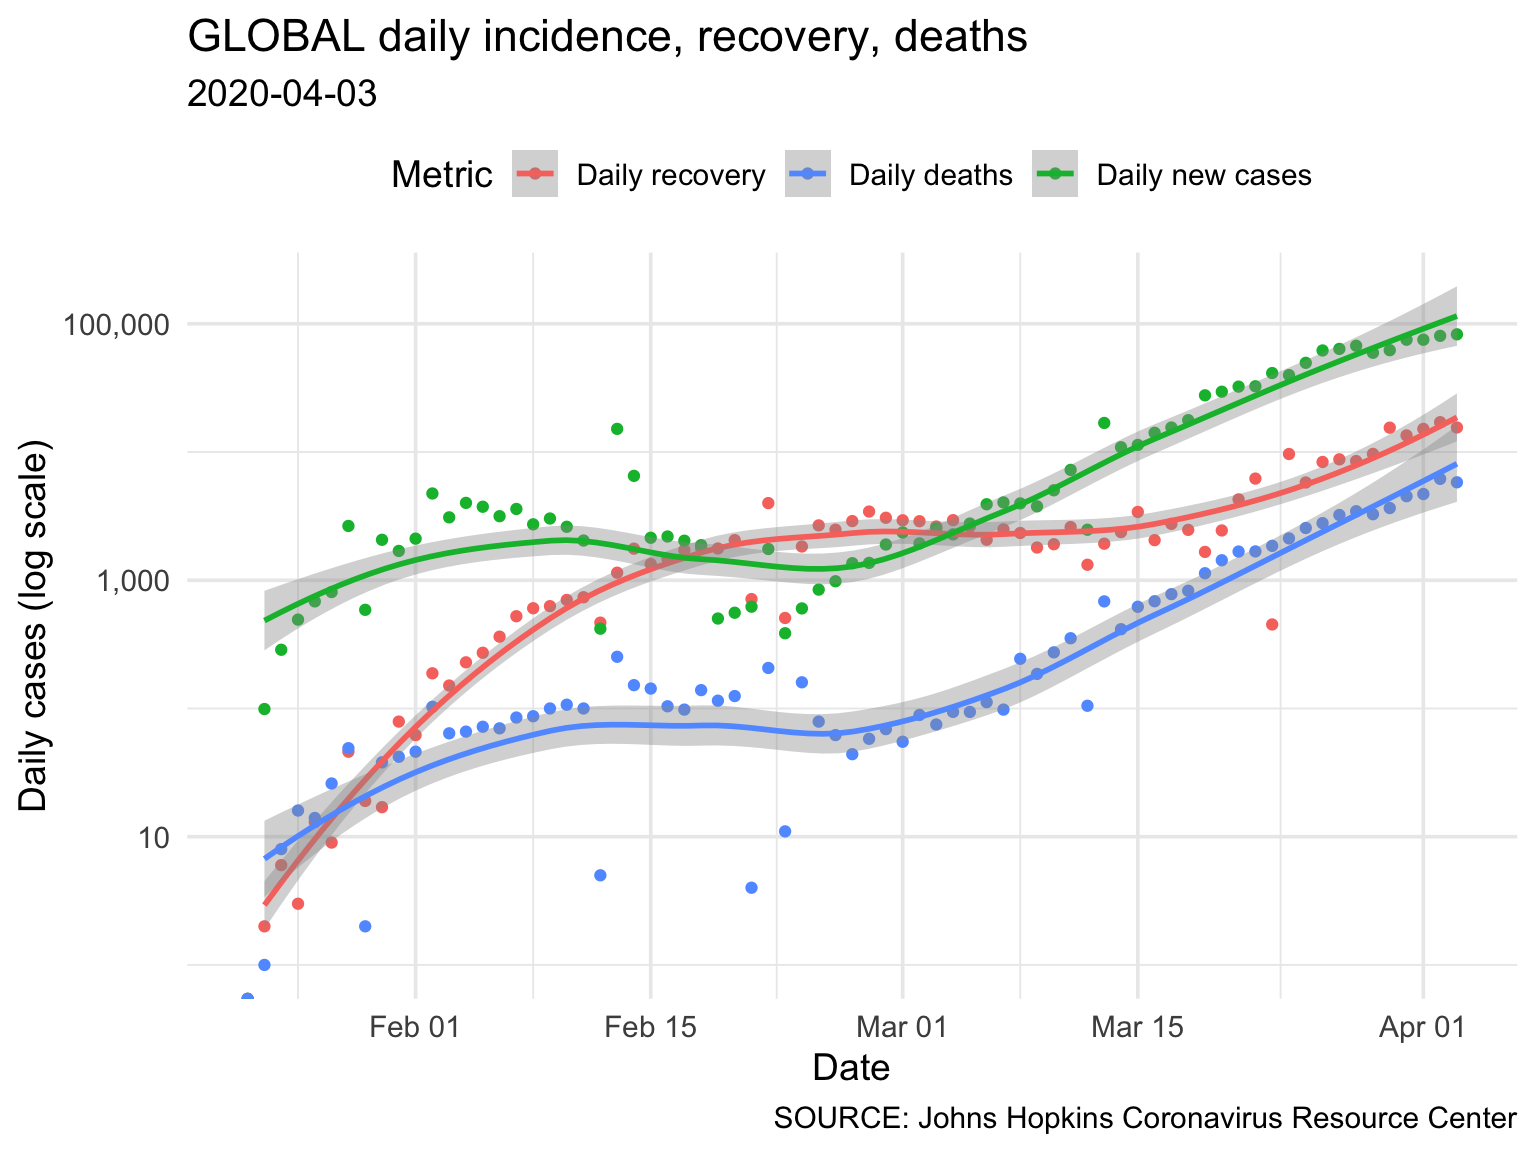 GLOBAL daily incidence, recovery, deaths
2020-04-03
Metric Daily recovery Daily deaths Daily new cases
Daily cases (log scale)
100,000
1,000
10
Feb 01 Feb 15 Mar 01 Mar 15 Apr 01
Date
SOURCE: Johns Hopkins Coronavirus Resource Center